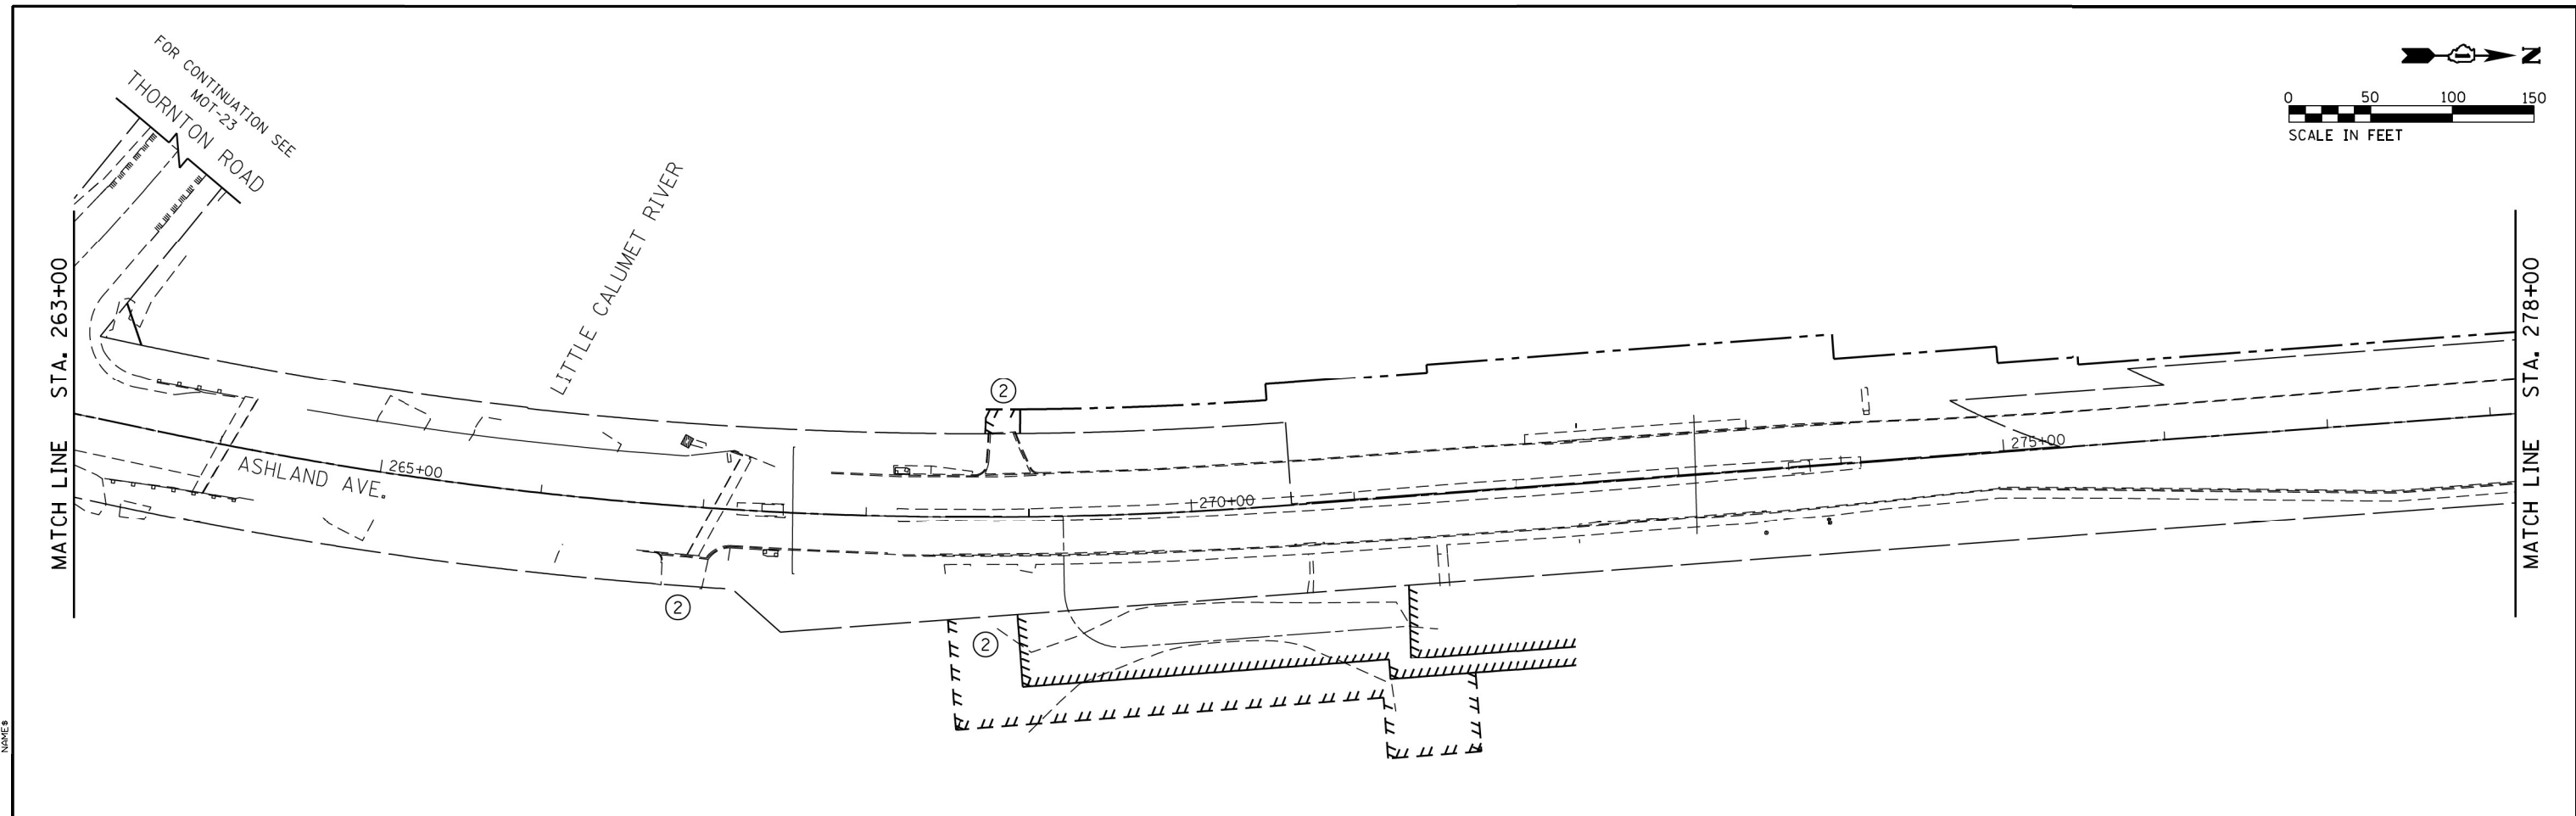 FOR CONTINUATION SEE
MOT-23
THORNTON ROAD
N
0 50 100 150
SCALE IN FEET
LITTLE CALUMET RIVER
MATCH LINE STA. 263+00
MATCH LINE STA. 278+00
2
ASHLAND AVE.
265+00
270+00
275+00
2
2
NAME$